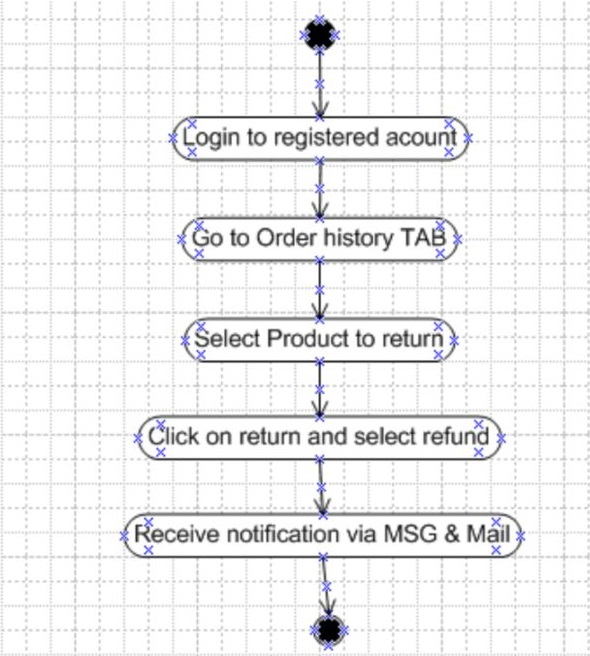 Login to registered acount
Go to Order history TAB
Select Product to return
Click on return and select refund
Receive notification via MSG & Mail